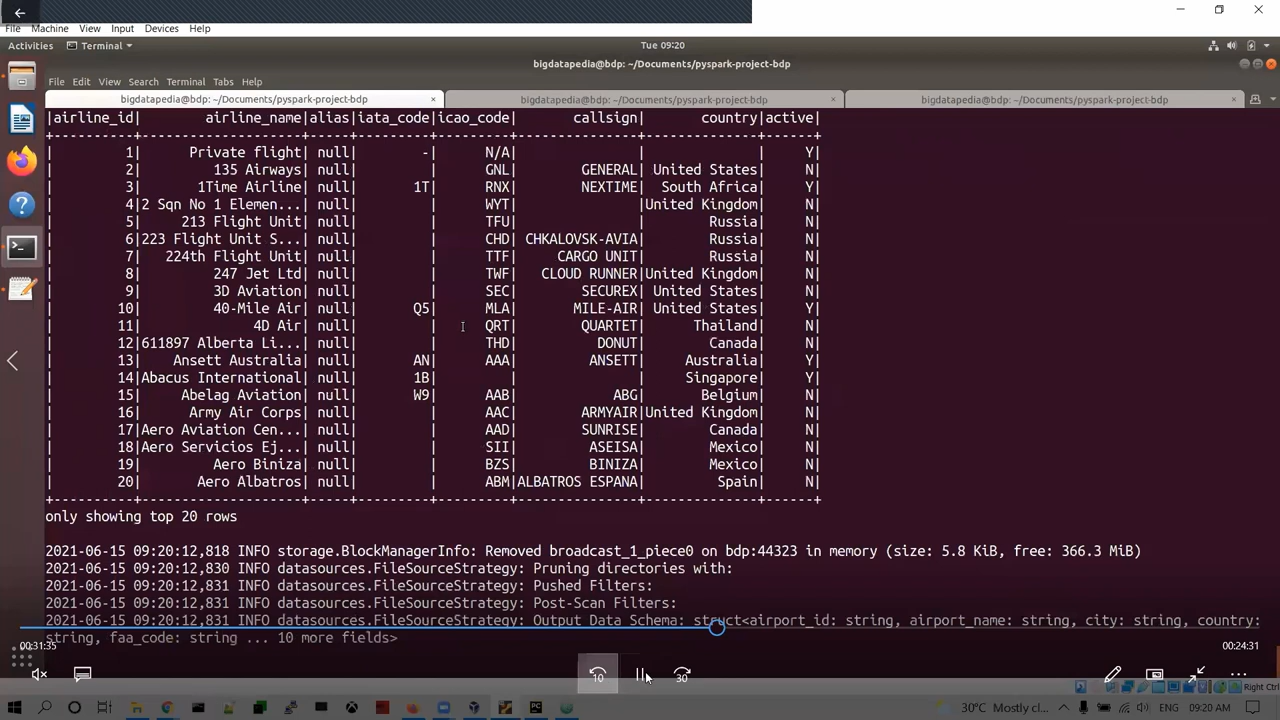 File Machine View Input Devices Help
Activities Terminal Tue 09:20
bigdatapedia@bdp: ~/Documents/pyspark-project-bdp
File Edit View Search Terminal Tabs Help
bigdatapedia@bdp: ~/Documents/pyspark-project-bdp × bigdatapedia@bdp: ~/Documents/pyspark-project-bdp × bigdatapedia@bdp: ~/Documents/pyspark-project-bdp ×
|airline_id| airline_name|alias|iata_code|icao_code| callsign| country|active|
+----------+--------------------+-----+---------+---------+---------------+--------------+------+
| 1| Private flight| null| -| N/A| | | Y|
| 2| 135 Airways| null| | GNL| GENERAL| United States| N|
| 3| 1Time Airline| null| 1T| RNX| NEXTIME| South Africa| Y|
| 4|2 Sqn No 1 Elemen...| null| | WYT| |United Kingdom| N|
| 5| 213 Flight Unit| null| | TFU| | Russia| N|
| 6|223 Flight Unit S...| null| | CHD| CHKALOVSK-AVIA| Russia| N|
| 7| 224th Flight Unit| null| | TTF| CARGO UNIT| Russia| N|
| 8| 247 Jet Ltd| null| | TWF| CLOUD RUNNER|United Kingdom| N|
| 9| 3D Aviation| null| | SEC| SECUREX| United States| N|
| 10| 40-Mile Air| null| Q5| MLA| MILE-AIR| United States| Y|
| 11| 4D Air| null| | QRT| QUARTET| Thailand| N|
| 12|611897 Alberta Li...| null| | THD| DONUT| Canada| N|
| 13| Ansett Australia| null| AN| AAA| ANSETT| Australia| Y|
| 14|Abacus International| null| 1B| | | Singapore| Y|
| 15| Abelag Aviation| null| W9| AAB| ABG| Belgium| N|
| 16| Army Air Corps| null| | AAC| ARMYAIR|United Kingdom| N|
| 17|Aero Aviation Cen...| null| | AAD| SUNRISE| Canada| N|
| 18|Aero Servicios Ej...| null| | SII| ASEISA| Mexico| N|
| 19| Aero Biniza| null| | BZS| BINIZA| Mexico| N|
| 20| Aero Albatros| null| | ABM|ALBATROS ESPANA| Spain| N|
+----------+--------------------+-----+---------+---------+---------------+--------------+------+
only showing top 20 rows
2021-06-15 09:20:12,818 INFO storage.BlockManagerInfo: Removed broadcast_1_piece0 on bdp:44323 in memory (size: 5.8 KiB, free: 366.3 MiB)
2021-06-15 09:20:12,830 INFO datasources.FileSourceStrategy: Pruning directories with:
2021-06-15 09:20:12,831 INFO datasources.FileSourceStrategy: Pushed Filters:
2021-06-15 09:20:12,831 INFO datasources.FileSourceStrategy: Post-Scan Filters:
2021-06-15 09:20:12,831 INFO datasources.FileSourceStrategy: Output Data Schema: struct<airport_id: string, airport_name: string, city: string, country:
string, faa_code: string ... 10 more fields>
00:31:35 00:24:31
10 30
Right Ctrl
30°C Mostly cl... 09:20 AM